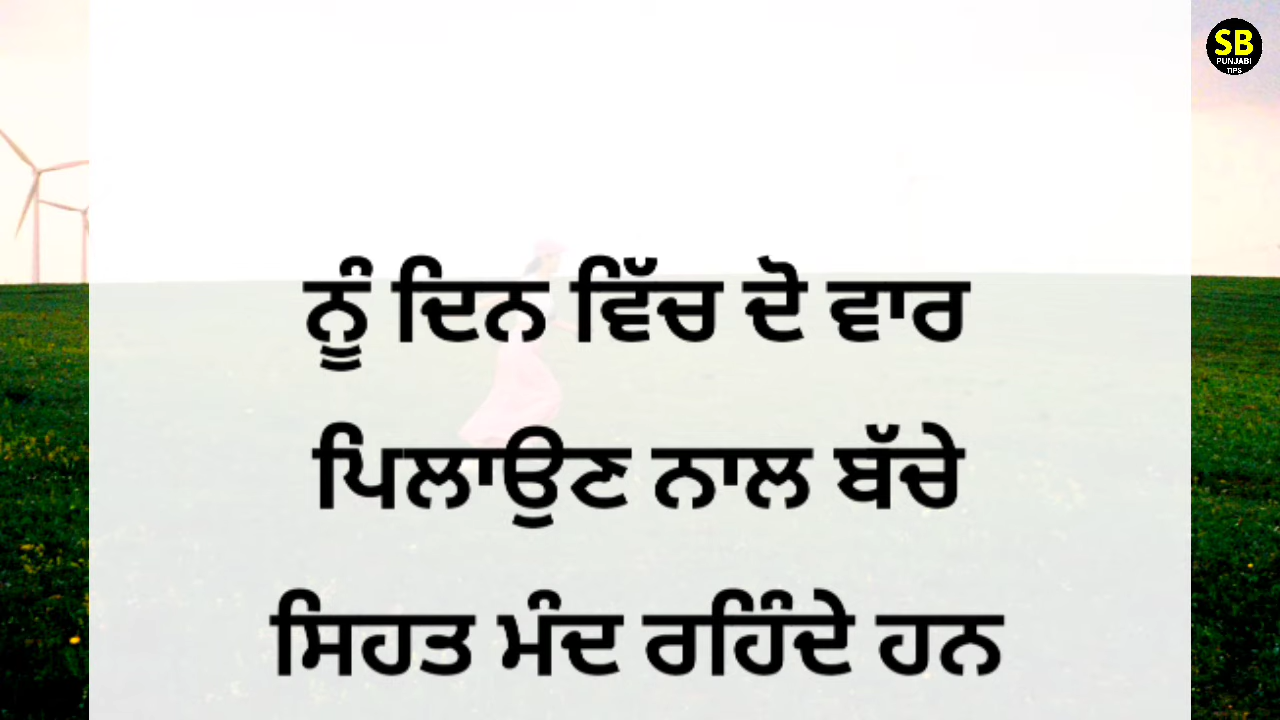 SB
PUNJABI
TIPS
ਨੂੰ ਦਿਨ ਵਿੱਚ ਦੋ ਵਾਰ
ਪਿਲਾਉਣ ਨਾਲ ਬੱਚੇ
ਸਿਹਤ ਮੰਦ ਰਹਿੰਦੇ ਹਨ